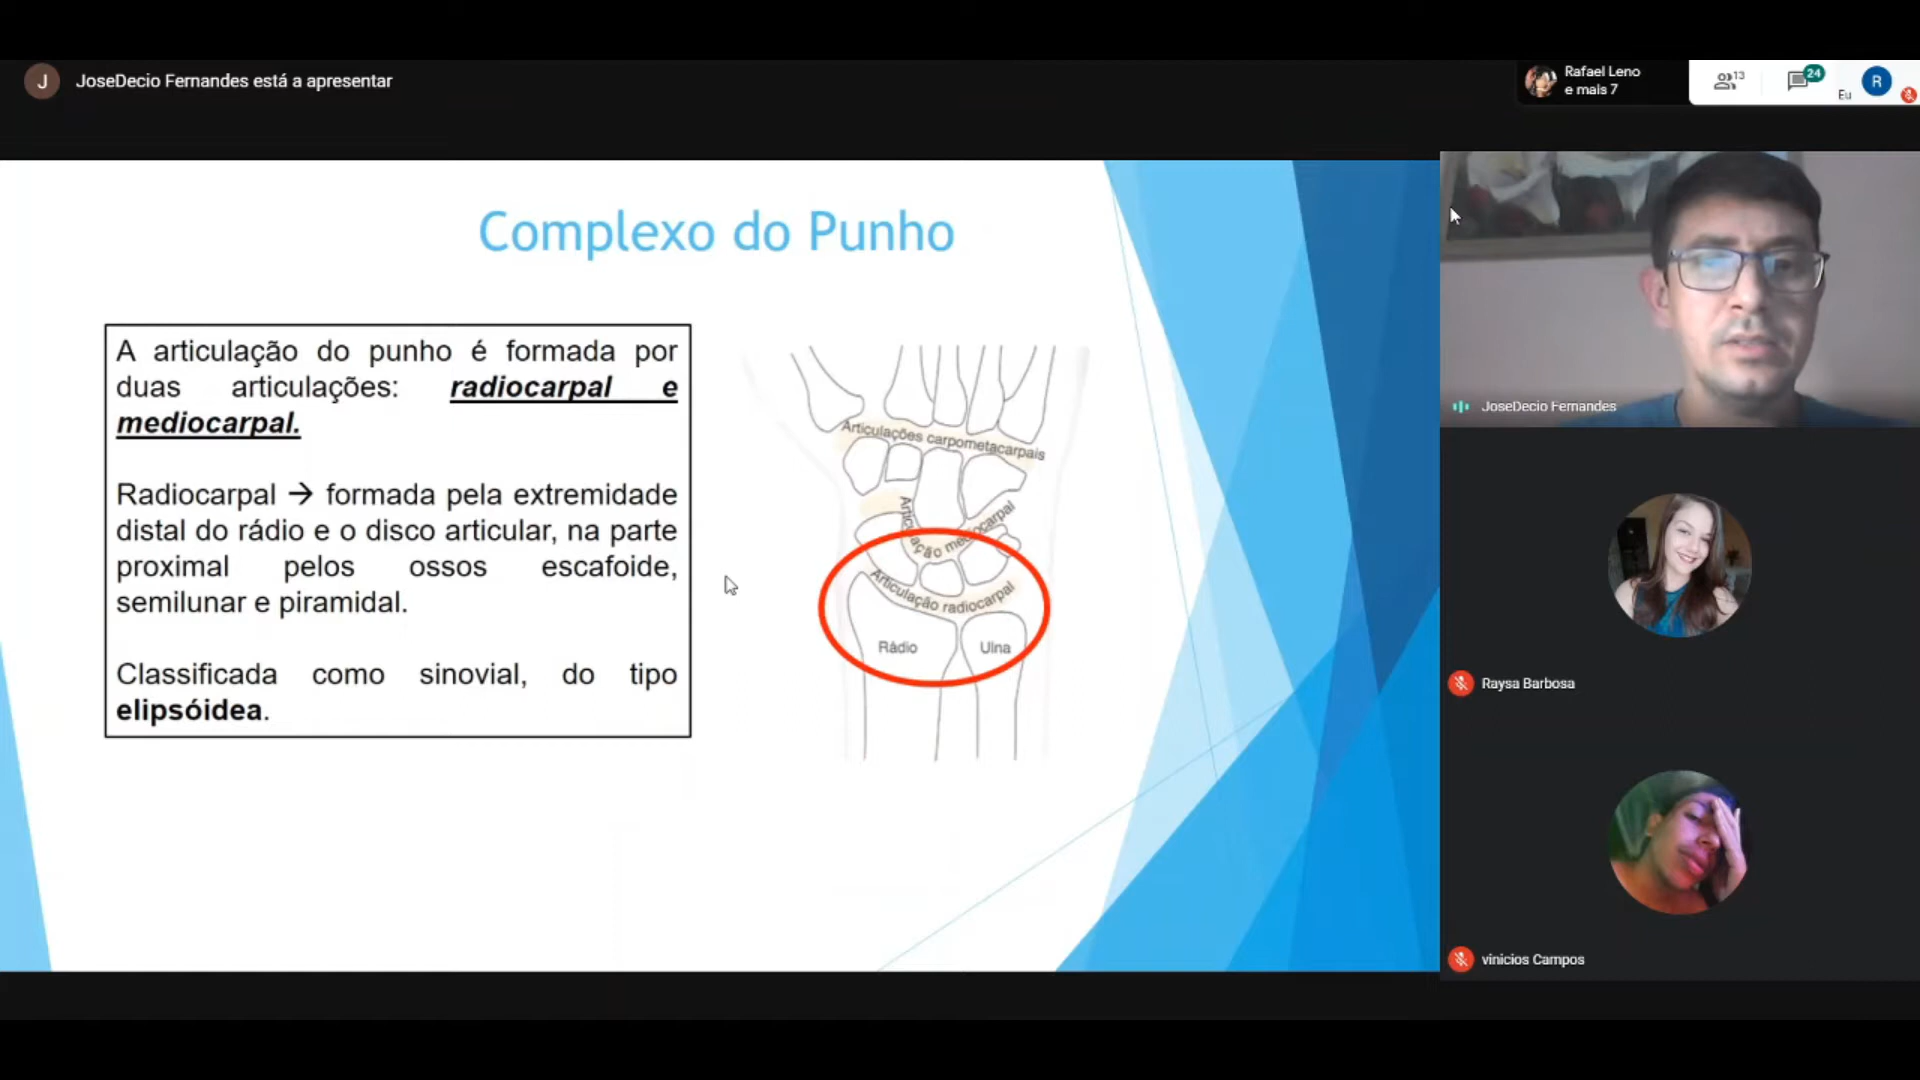 J
JoseDecio Fernandes está a apresentar
Rafael Leno
e mais 7
13
24
Eu
R
Complexo do Punho
A articulação do punho é formada por
duas articulações: radiocarpal e
mediocarpal.
Radiocarpal → formada pela extremidade
distal do rádio e o disco articular, na parte
proximal pelos ossos escafoide,
semilunar e piramidal.
Classificada como sinovial, do tipo
elipsóidea.
Articulações carpometacarpais
Articulação mediocarpal
Articulação radiocarpal
Rádio
Ulna
JoseDecio Fernandes
Raysa Barbosa
vinicios Campos